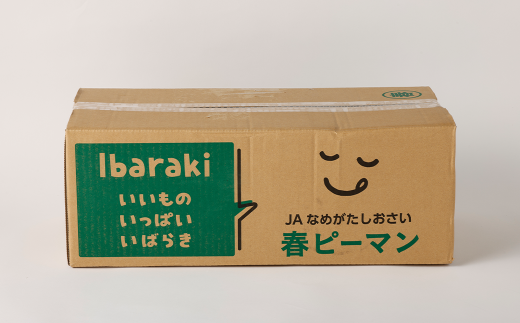 Ibaraki
いいもの
いっぱい
いばらき
JAなめがたしおさい
春ピーマン